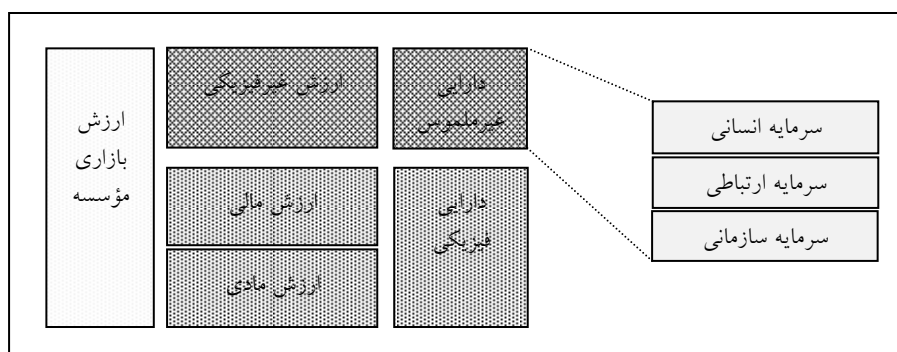 ارزش
بازاری
مؤسسه
ارزش غیرفیزیکی
ارزش مالی
ارزش مادی
دارایی
غیرملموس
دارایی
فیزیکی
سرمایه انسانی
سرمایه ارتباطی
سرمایه سازمانی